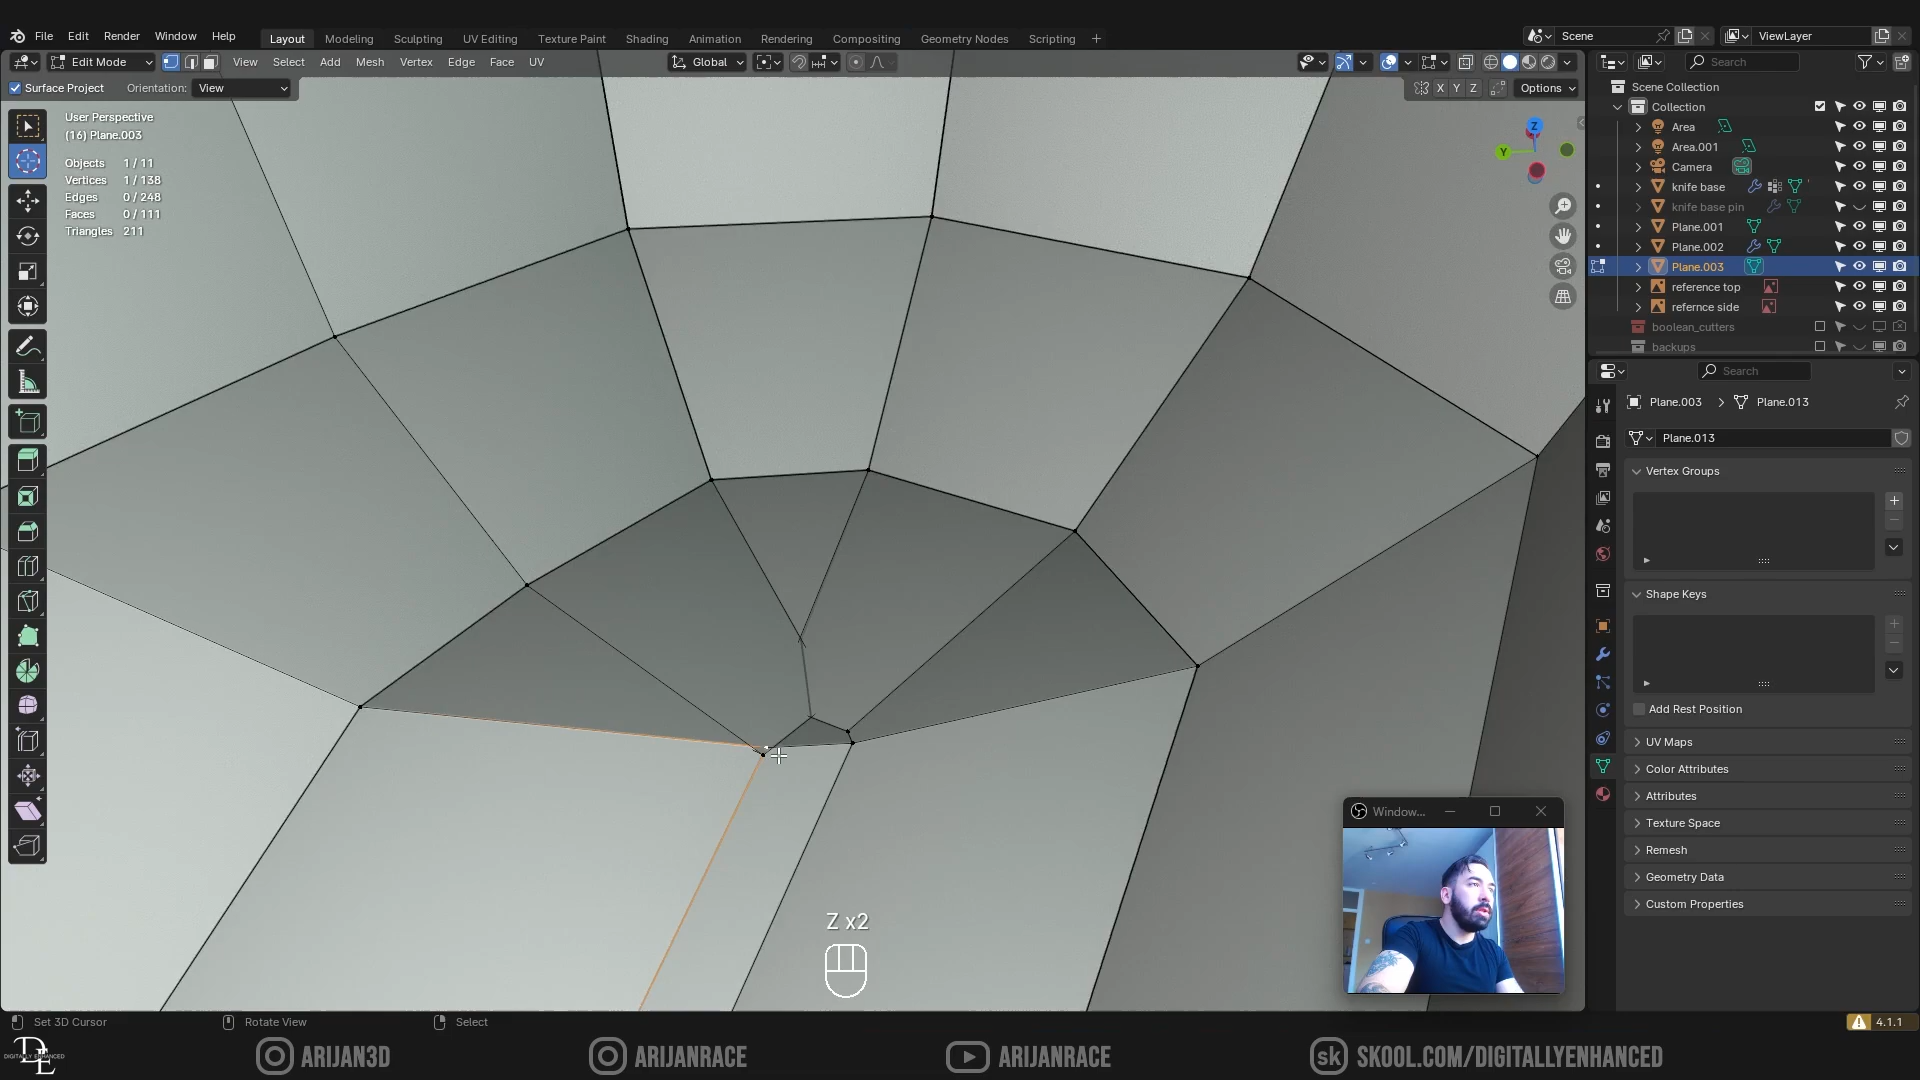 File Edit Render Window Help
Layout Modeling Sculpting UV Editing Texture Paint Shading Animation Rendering Compositing Geometry Nodes Scripting +
Scene
ViewLayer
Edit Mode
View Select Add Mesh Vertex Edge Face UV
Global
Surface Project
Orientation: View
X Y Z
Options
Search
User Perspective
(16) Plane.003
Objects 1 / 11
Vertices 1 / 138
Edges 0 / 248
Faces 0 / 111
Triangles 211
Z
Y
Scene Collection
Collection
Area
Area.001
Camera
knife base
knife base pin
Plane.001
Plane.002
Plane.003
reference top
refernce side
boolean_cutters
backups
Search
Plane.003 > Plane.013
Plane.013
Vertex Groups
Shape Keys
Add Rest Position
UV Maps
Color Attributes
Attributes
Texture Space
Remesh
Geometry Data
Custom Properties
Z x2
Window...
Set 3D Cursor
Rotate View
Select
4.1.1
DIGITALLY ENHANCED
ARIJAN3D
ARIJANRACE
ARIJANRACE
sk SKOOL.COM/DIGITALLYENHANCED